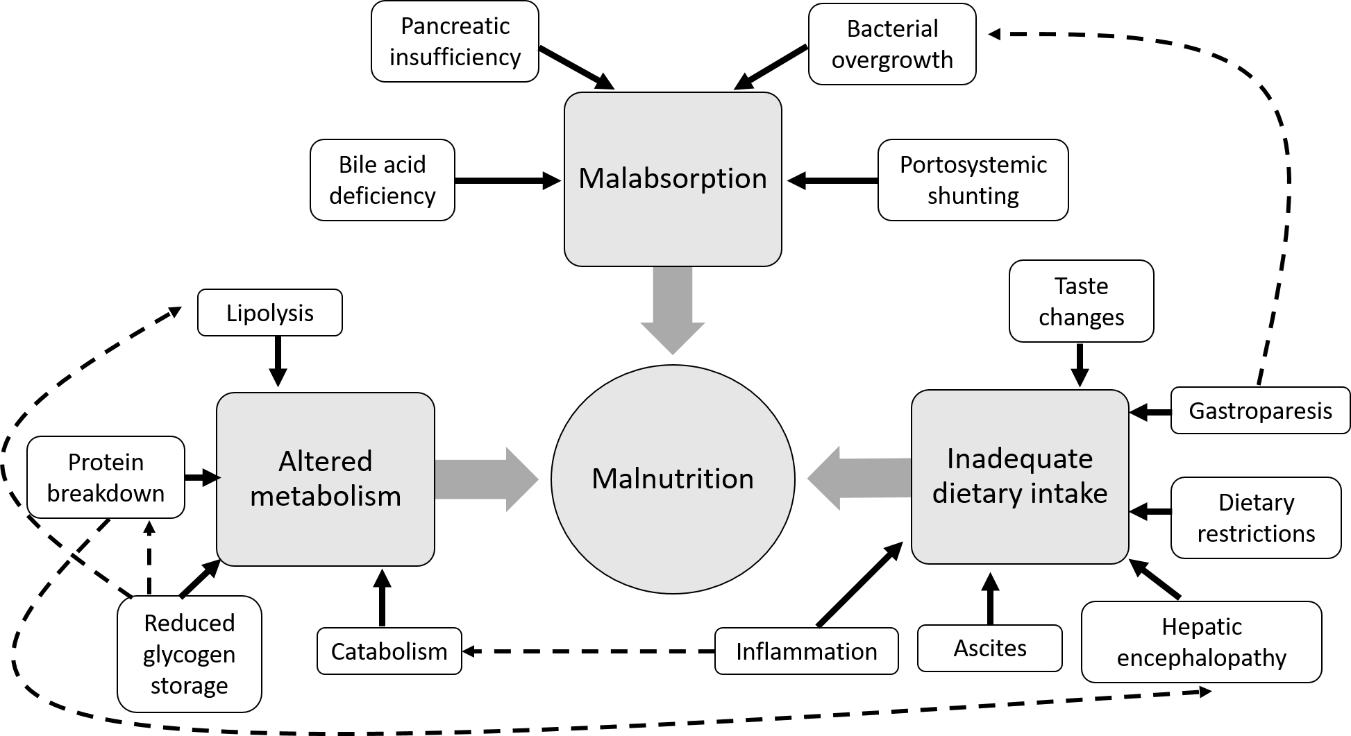 Pancreatic
insufficiency
Bacterial
overgrowth
Bile acid
deficiency
Malabsorption
Portosystemic
shunting
Lipolysis
Taste
changes
Protein
breakdown
Altered
metabolism
Malnutrition
Inadequate
dietary intake
Gastroparesis
Dietary
restrictions
Reduced
glycogen
storage
Catabolism
Inflammation
Ascites
Hepatic
encephalopathy